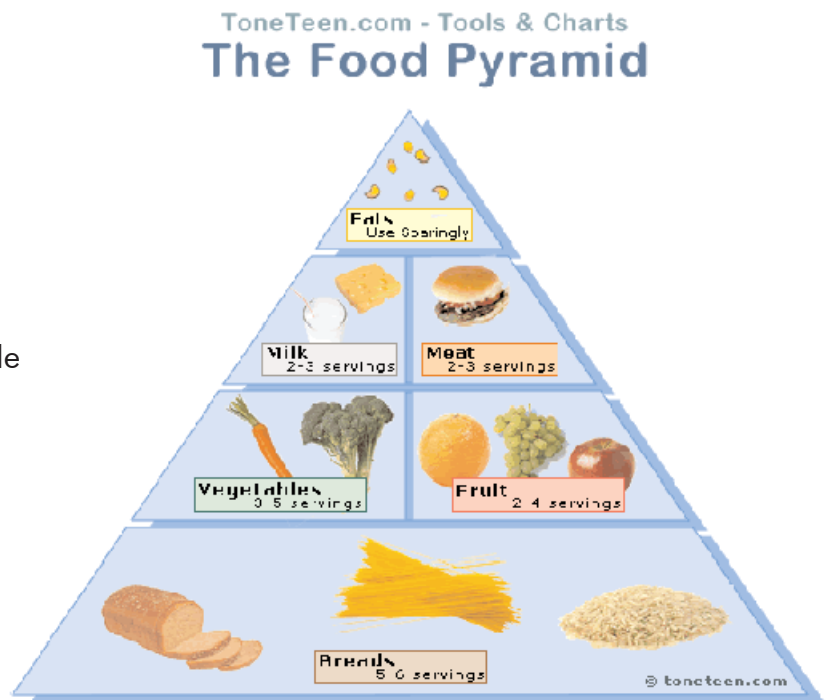 ToneTeen.com - Tools & Charts
The Food Pyramid
Fats
Use Sparingly
le
Milk
2-3 servings
Meat
2-3 servings
Vegetables
3-5 servings
Fruit
2-4 servings
Breads
servings
© toneteen.com